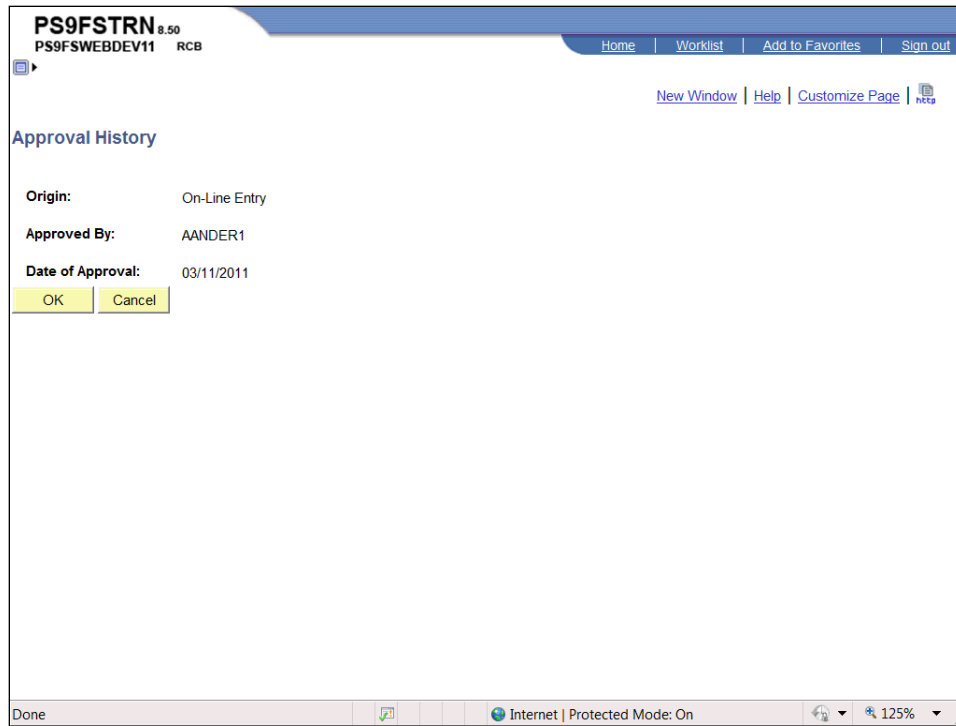 PS9FSTRN 8.50
PS9FSWEBDEV11 RCB
Home | Worklist | Add to Favorites | Sign out
New Window | Help | Customize Page | http
Approval History
Origin: On-Line Entry
Approved By: AANDER1
Date of Approval: 03/11/2011
OK Cancel
Done Internet | Protected Mode: On 125%